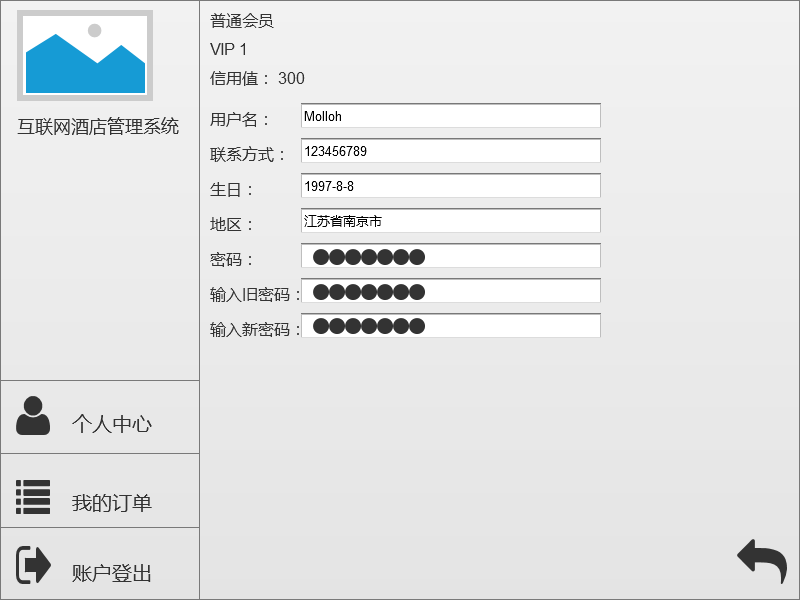 互联网酒店管理系统
个人中心
我的订单
账户登出
普通会员
VIP 1
信用值： 300
用户名： Molloh
联系方式： 123456789
生日： 1997-8-8
地区： 江苏省南京市
密码： ●●●●●●●
输入旧密码： ●●●●●●●
输入新密码： ●●●●●●●